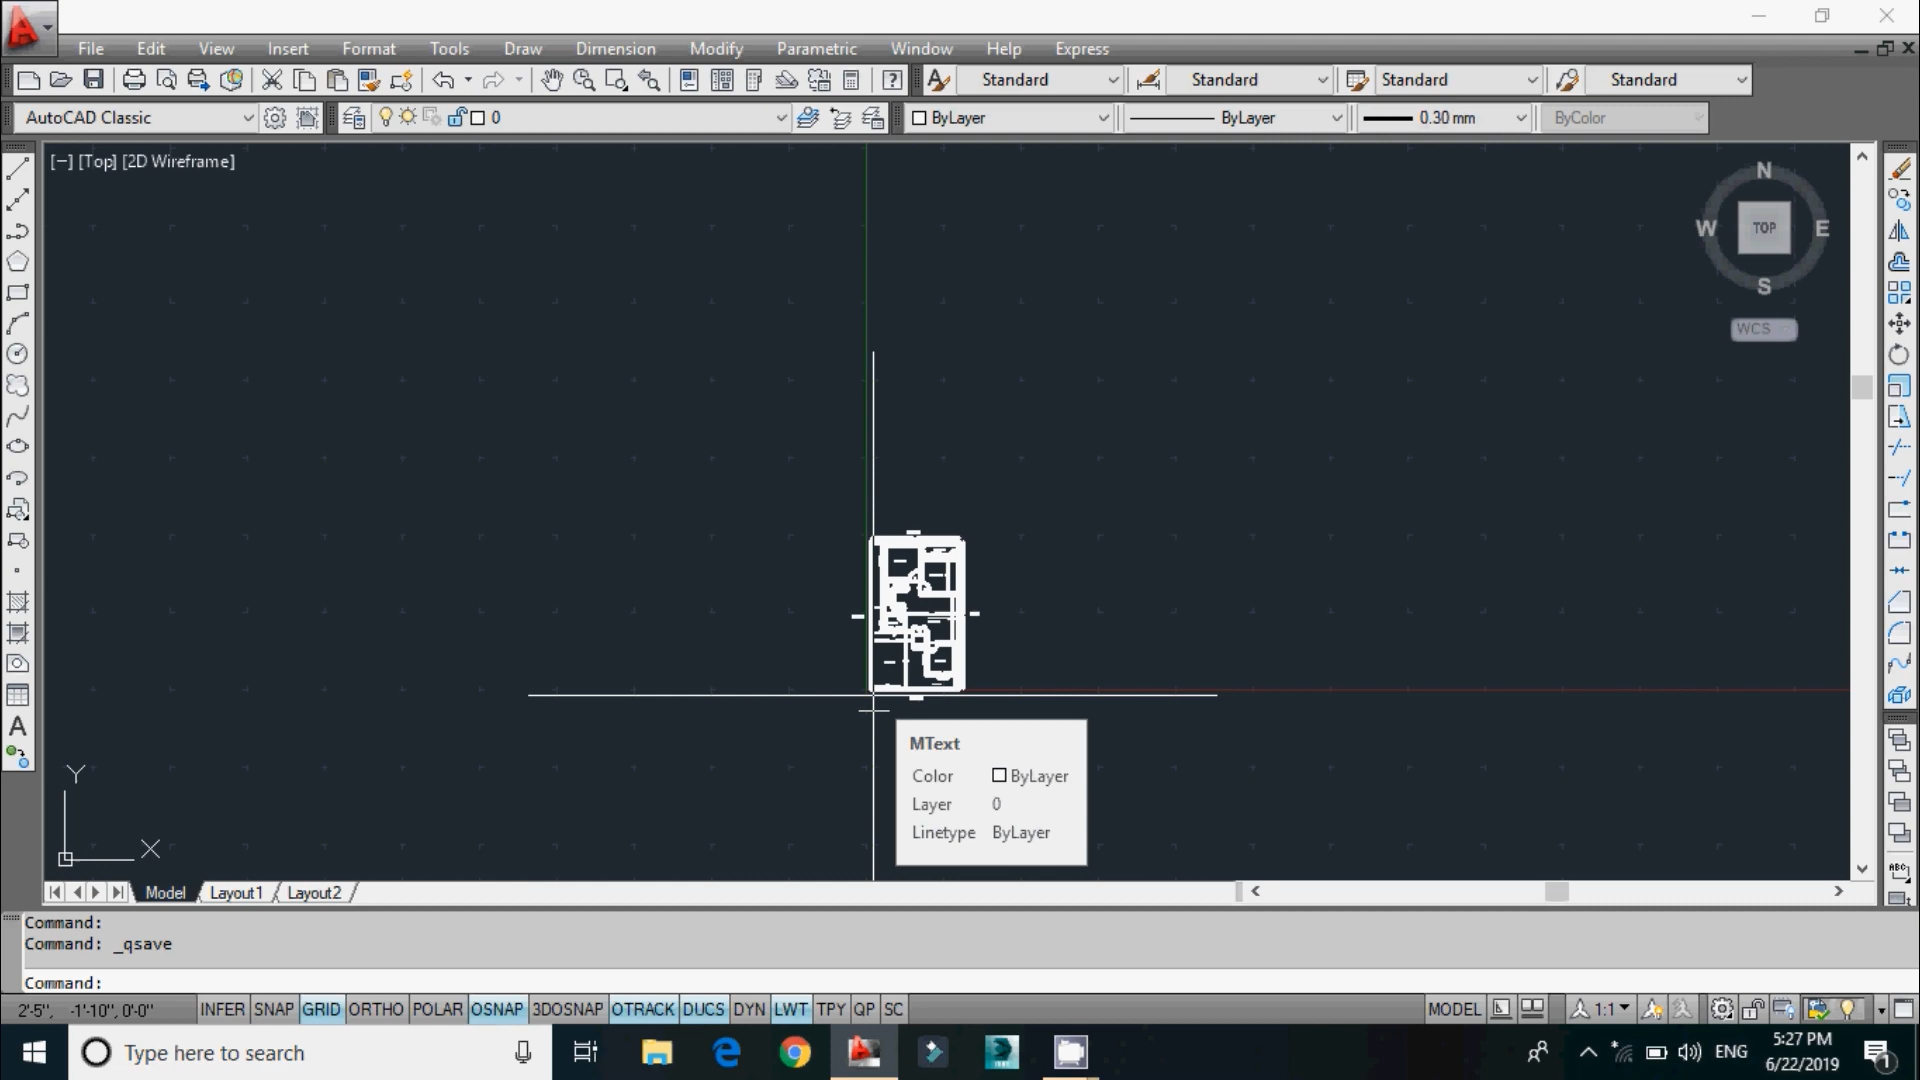 File Edit View Insert Format Tools Draw Dimension Modify Parametric Window Help Express
Standard Standard Standard Standard
AutoCAD Classic 0 ByLayer ByLayer 0.30 mm ByColor
[−] [Top] [2D Wireframe]
N
W TOP E
S
WCS
MText
Color ByLayer
Layer 0
Linetype ByLayer
Y
X
Model Layout1 Layout2
Command:
Command: _qsave
Command:
2'-5", -1'-10", 0'-0" INFER SNAP GRID ORTHO POLAR OSNAP 3DOSNAP OTRACK DUCS DYN LWT TPY QP SC MODEL 1:1
Type here to search ENG 5:27 PM
6/22/2019 1